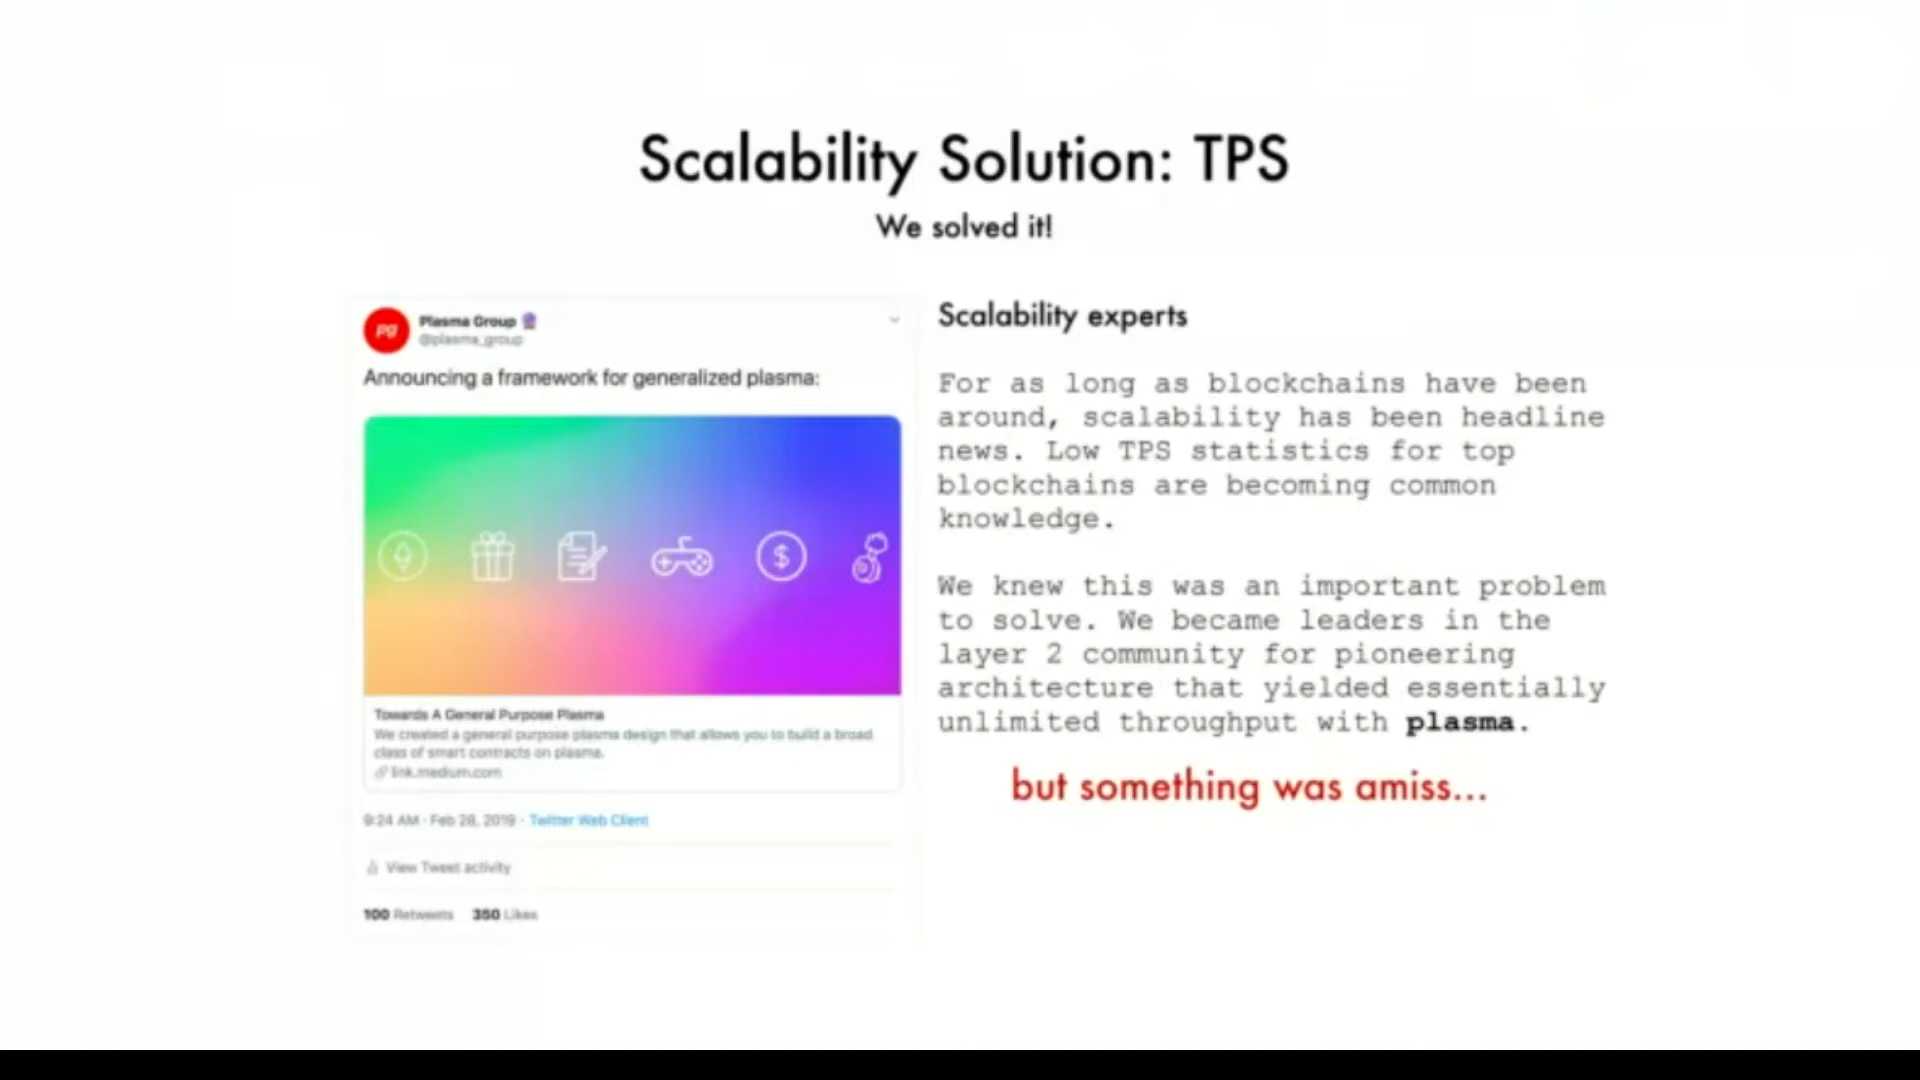 Scalability Solution: TPS
We solved it!
pg
Plasma Group
@plasma_group
Announcing a framework for generalized plasma:
$
Towards A General Purpose Plasma
We created a general purpose plasma design that allows you to build a broad
class of smart contracts on plasma.
link.medium.com
9:24 AM · Feb 28, 2019 · Twitter Web Client
View Tweet activity
100 Retweets 350 Likes
Scalability experts
For as long as blockchains have been
around, scalability has been headline
news. Low TPS statistics for top
blockchains are becoming common
knowledge.
We knew this was an important problem
to solve. We became leaders in the
layer 2 community for pioneering
architecture that yielded essentially
unlimited throughput with plasma.
but something was amiss...